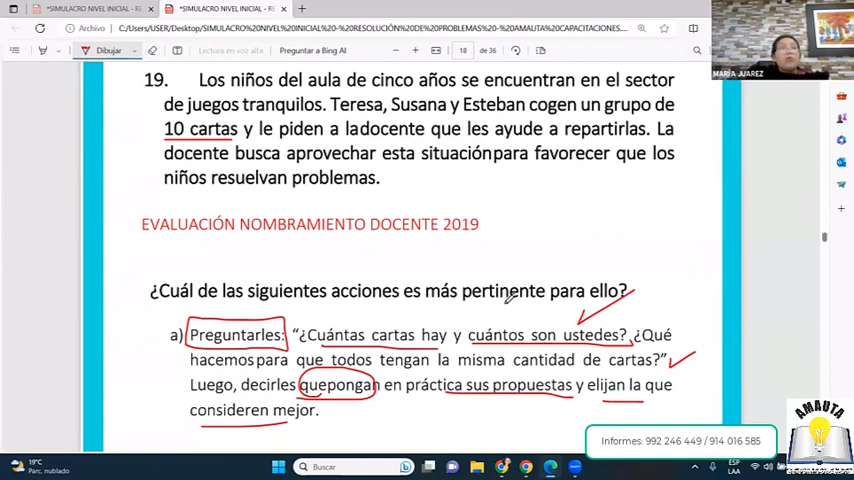 *SIMULACRO NIVEL INICIAL - RES
*SIMULACRO NIVEL INICIAL - RE
Archivo
C:/Users/USER/Desktop/SIMULACRO%20NIVEL%20INICIAL%20-%20RESOLUCIÓN%20DE%20PROBLEMAS%20-%20AMAUTA%20CAPACITACIONES....
Dibujar
Lectura en voz alta
Preguntar a Bing AI
18
de 36
MARÍA JUAREZ
19. Los niños del aula de cinco años se encuentran en el sector
de juegos tranquilos. Teresa, Susana y Esteban cogen un grupo de
10 cartas y le piden a ladocente que les ayude a repartirlas. La
docente busca aprovechar esta situaciónpara favorecer que los
niños resuelvan problemas.
EVALUACIÓN NOMBRAMIENTO DOCENTE 2019
¿Cuál de las siguientes acciones es más pertinente para ello?
a) Preguntarles: "¿Cuántas cartas hay y cuántos son ustedes? ¿Qué
hacemospara que todos tengan la misma cantidad de cartas?"
Luego, decirles quepongan en práctica sus propuestas y elijan la que
consideren mejor.
AMAUTA
Informes: 992 246 449 / 914 016 585
19°C
Parc. nublado
Buscar
ESP
LAA